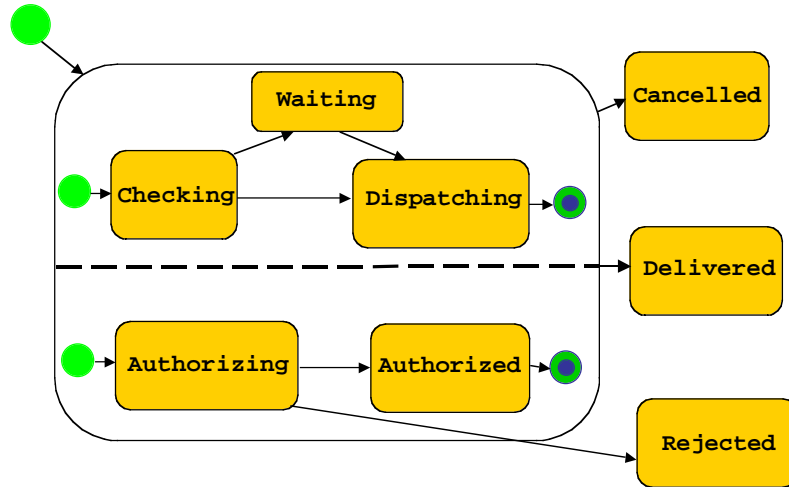 Waiting
Cancelled
Checking
Dispatching
Delivered
Authorizing
Authorized
Rejected